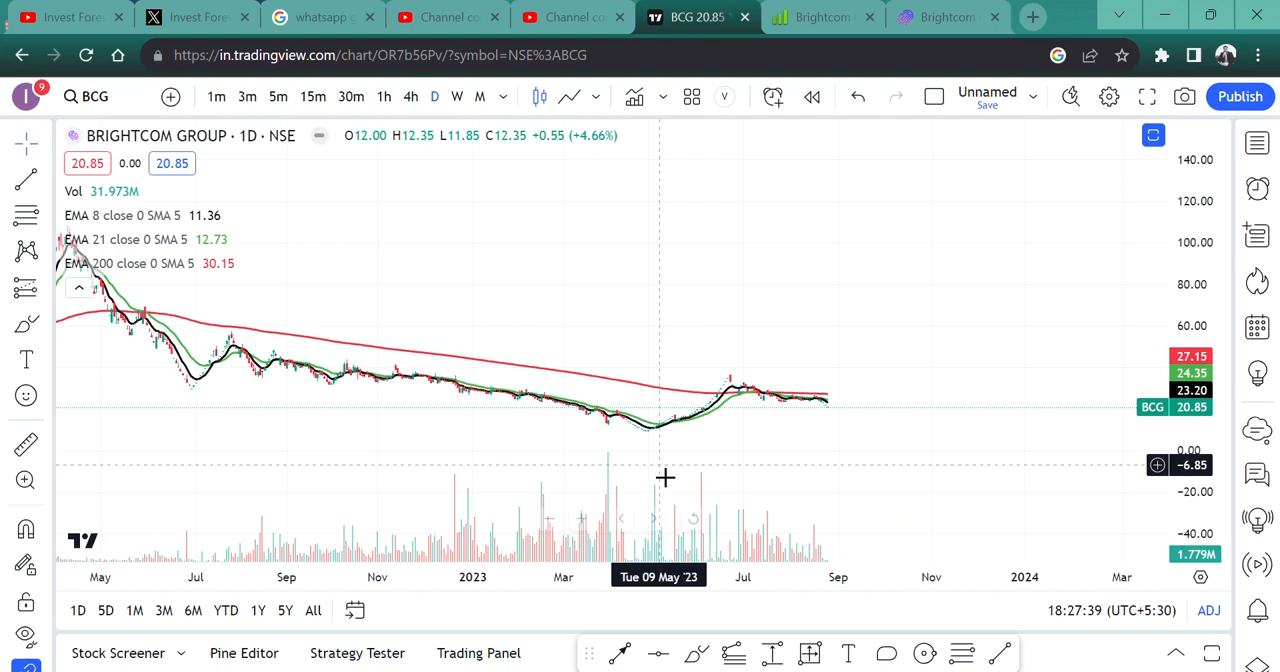 Invest Fore
Invest Fore
whatsapp g
Channel co
Channel co
BCG 20.85
Brightcom
Brightcom
https://in.tradingview.com/chart/OR7b56Pv/?symbol=NSE%3ABCG
I
9
BCG
1m
3m
5m
15m
30m
1h
4h
D
W
M
V
Unnamed
Save
Publish
BRIGHTCOM GROUP · 1D · NSE
O12.00 H12.35 L11.85 C12.35 +0.55 (+4.66%)
20.85
0.00
20.85
Vol 31.973M
EMA 8 close 0 SMA 5 11.36
EMA 21 close 0 SMA 5 12.73
EMA 200 close 0 SMA 5 30.15
140.00
120.00
100.00
80.00
60.00
27.15
24.35
23.20
BCG 20.85
0.00
−6.85
−20.00
−40.00
1.779M
May
Jul
Sep
Nov
2023
Mar
Tue 09 May '23
Jul
Sep
Nov
2024
Mar
1D
5D
1M
3M
6M
YTD
1Y
5Y
All
18:27:39 (UTC+5:30)
ADJ
Stock Screener
Pine Editor
Strategy Tester
Trading Panel